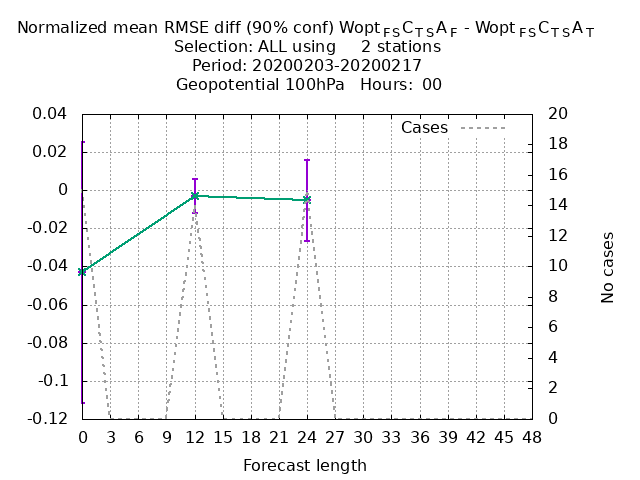 Normalized mean RMSE diff (90% conf) Wopt FS C T S A F - Wopt FS C T S A T
Selection: ALL using 2 stations
Period: 20200203-20200217
Geopotential 100hPa Hours: 00
Cases
0.04
0.02
0
-0.02
-0.04
-0.06
-0.08
-0.1
-0.12
20
18
16
14
12
10
8
6
4
2
0
No cases
0 3 6 9 12 15 18 21 24 27 30 33 36 39 42 45 48
Forecast length